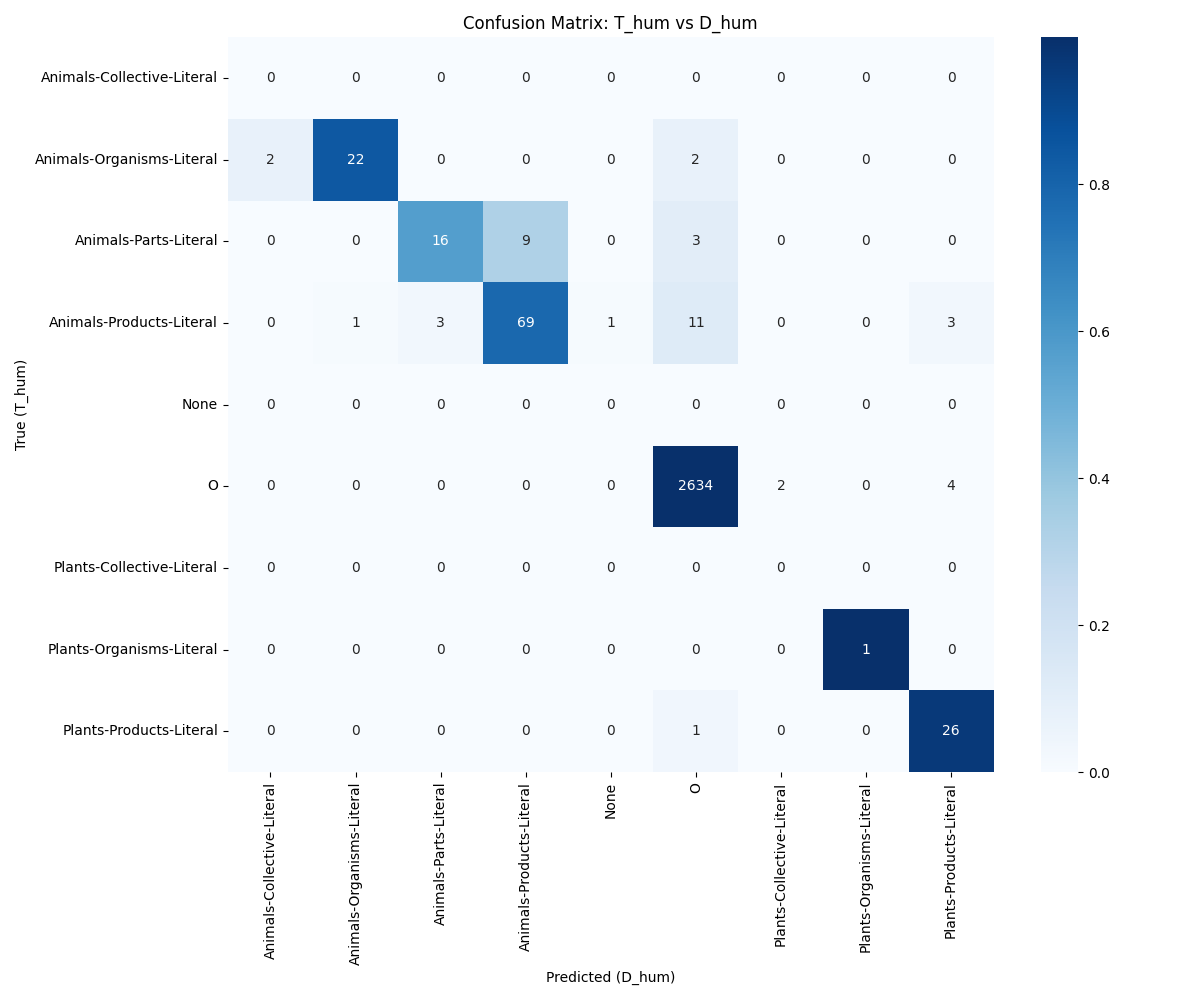 Confusion Matrix: T_hum vs D_hum
Animals-Collective-Literal 0 0 0 0 0 0 0 0 0
Animals-Organisms-Literal 2 22 0 0 0 2 0 0 0
0.8
Animals-Parts-Literal 0 0 16 9 0 3 0 0 0
Animals-Products-Literal 0 1 3 69 1 11 0 0 3
0.6
True (T_hum)
None 0 0 0 0 0 0 0 0 0
O 0 0 0 0 0 2634 2 0 4
0.4
Plants-Collective-Literal 0 0 0 0 0 0 0 0 0
0.2
Plants-Organisms-Literal 0 0 0 0 0 0 0 1 0
Plants-Products-Literal 0 0 0 0 0 1 0 0 26
0.0
Animals-Collective-Literal
Animals-Organisms-Literal
Animals-Parts-Literal
Animals-Products-Literal
None
O
Plants-Collective-Literal
Plants-Organisms-Literal
Plants-Products-Literal
Predicted (D_hum)